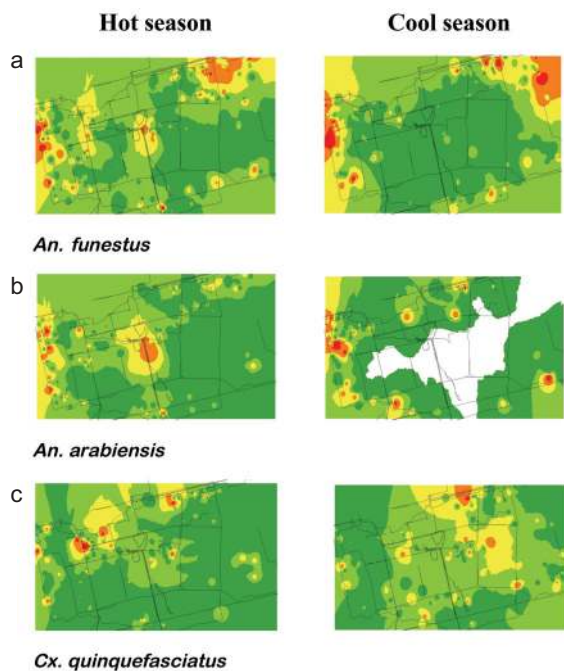 Hot season
Cool season
a
An. funestus
b
An. arabiensis
c
Cx. quinquefasciatus